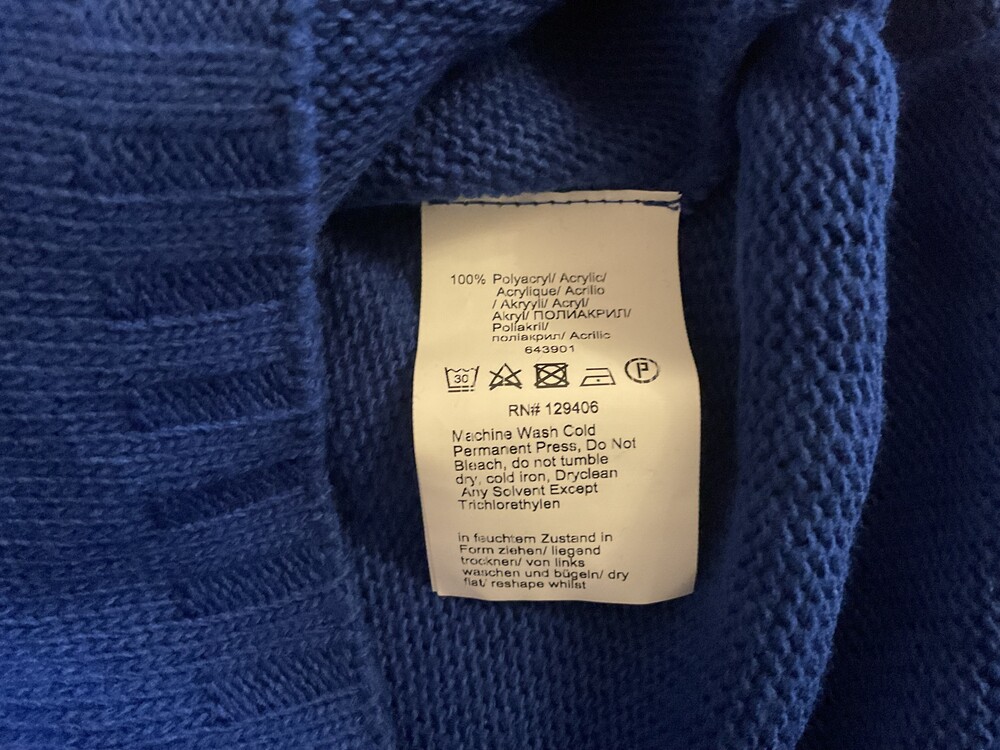 100% Polyacryl/ Acrylic/
Acrylique/ Acrilio
/ Akryyli/ Acryl/
Akryl/ ПОЛИАКРИЛ/
Poliakril/
поліакрил/ Acrilic
643901
30 P
RN# 129406
Machine Wash Cold
Permanent Press, Do Not
Bleach, do not tumble
dry, cold iron, Dryclean
Any Solvent Except
Trichlorethylen
in feuchtem Zustand in
Form ziehen/ liegend
trocknen/ von links
waschen und bügeln/ dry
flat/ reshape whilst